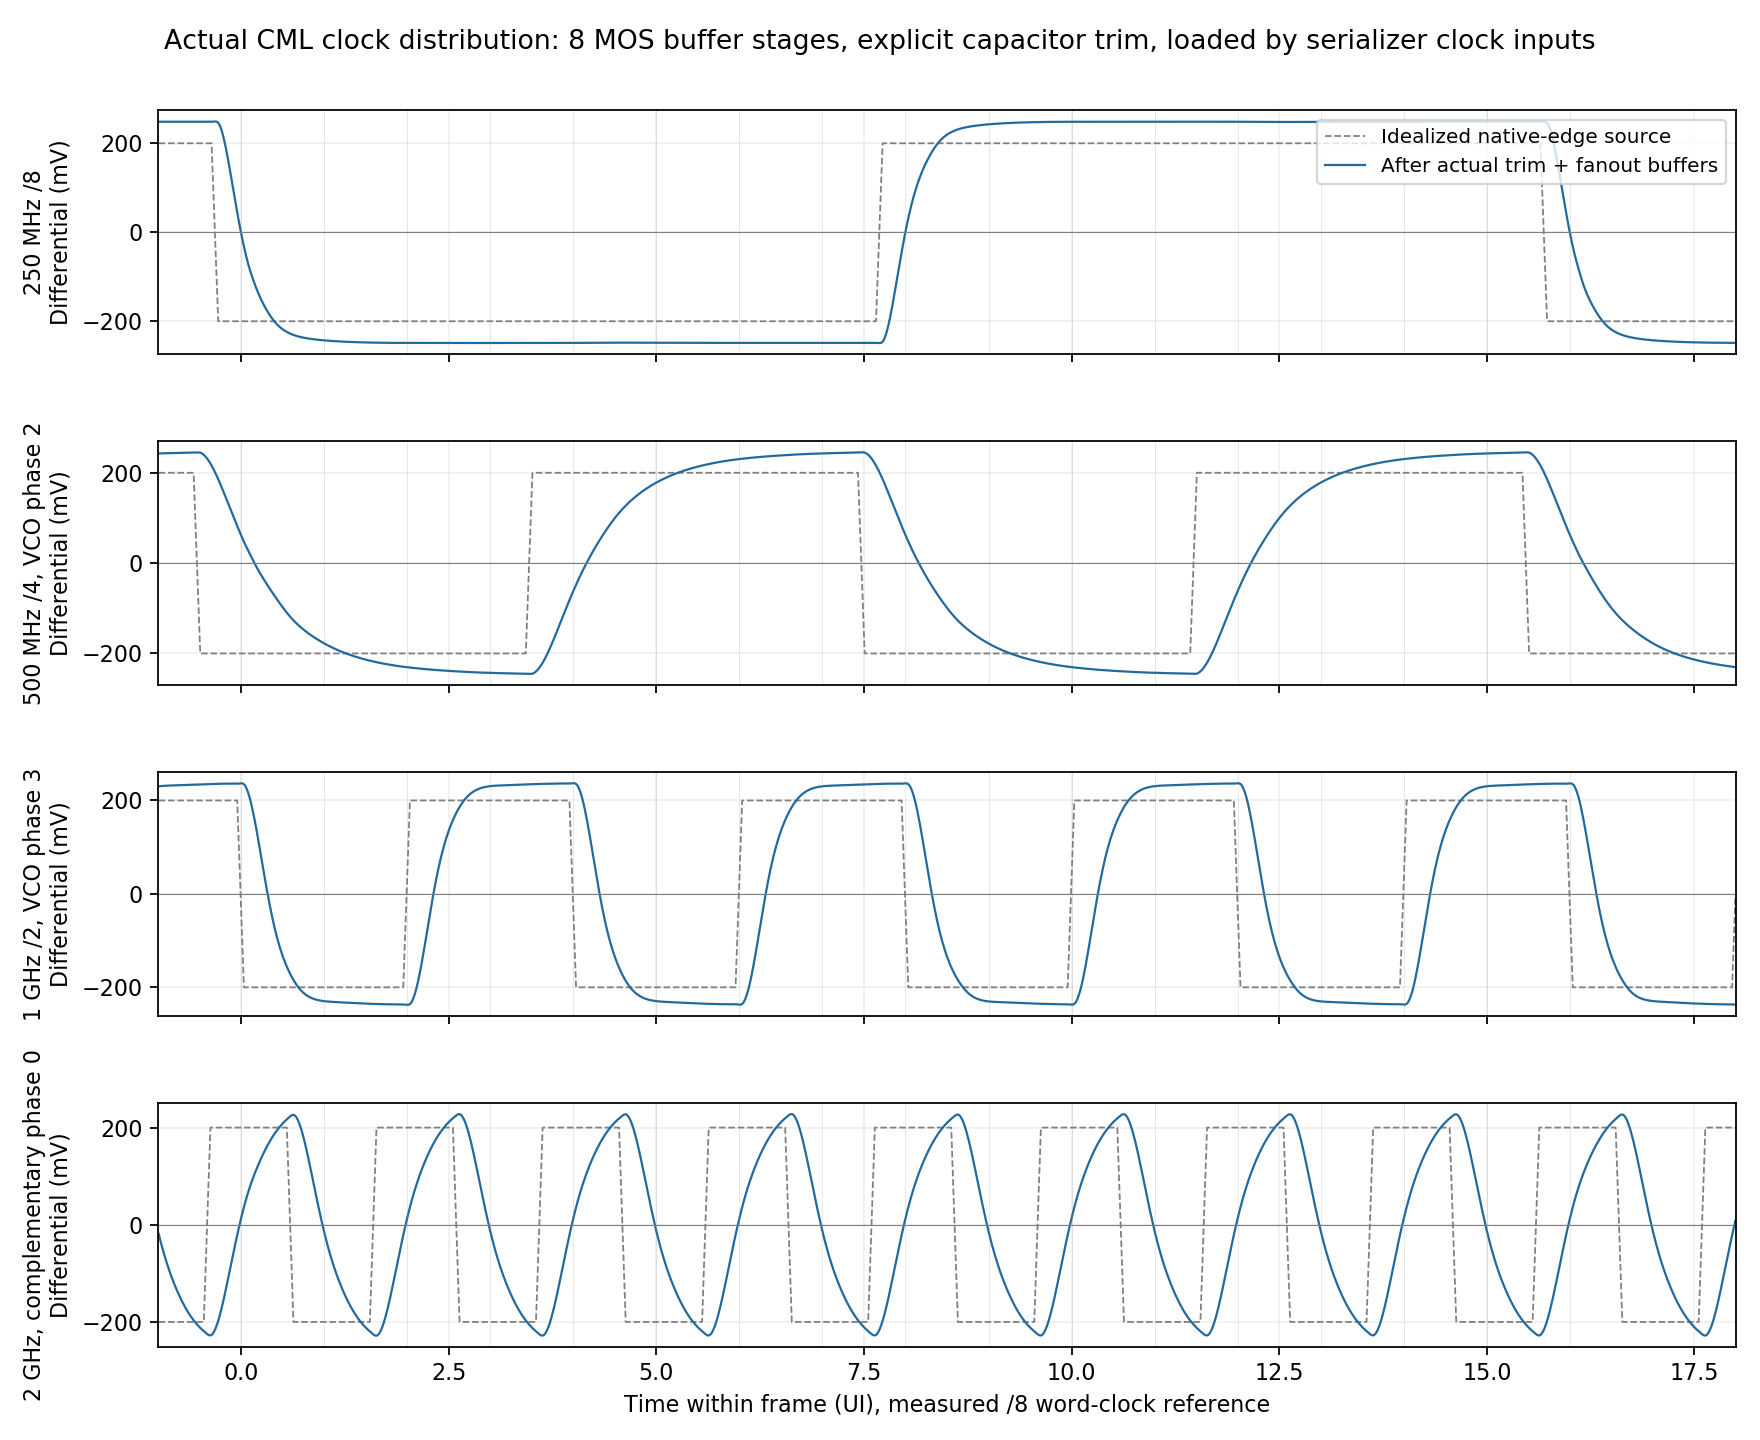 Actual CML clock distribution: 8 MOS buffer stages, explicit capacitor trim, loaded by serializer clock inputs
250 MHz /8
Differential (mV)
200
0
−200
Idealized native-edge source
After actual trim + fanout buffers
500 MHz /4, VCO phase 2
Differential (mV)
200
0
−200
1 GHz /2, VCO phase 3
Differential (mV)
200
0
−200
2 GHz, complementary phase 0
Differential (mV)
200
0
−200
0.0 2.5 5.0 7.5 10.0 12.5 15.0 17.5
Time within frame (UI), measured /8 word-clock reference